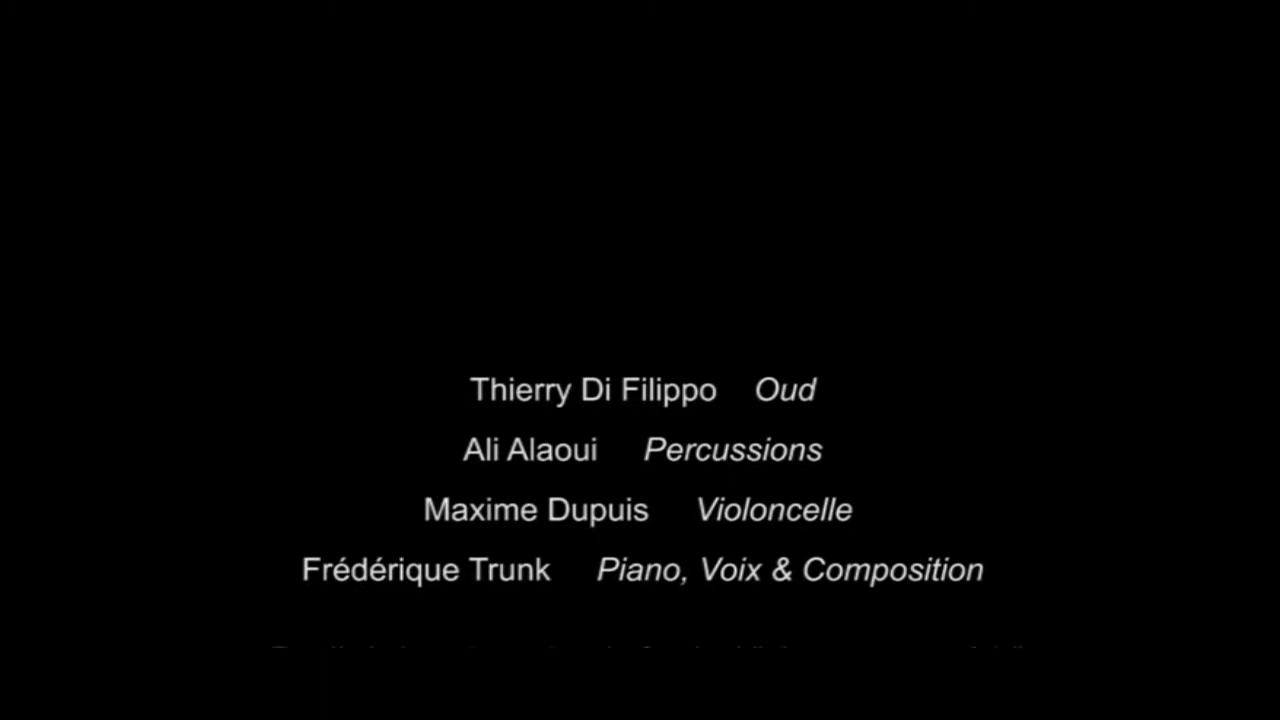 Thierry Di Filippo Oud
Ali Alaoui Percussions
Maxime Dupuis Violoncelle
Frédérique Trunk Piano, Voix & Composition